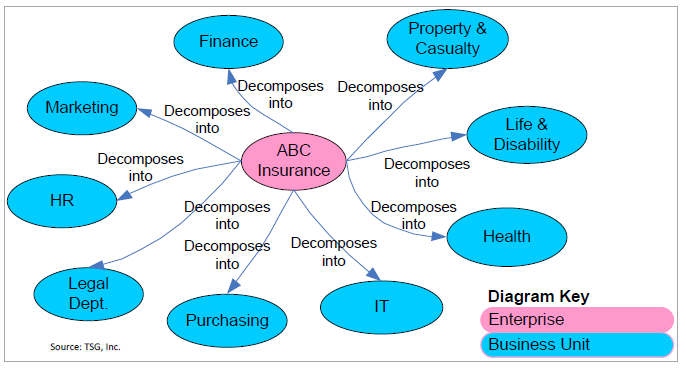 Finance
Property &
Casualty
Decomposes
into
Decomposes
into
Marketing
Decomposes
into
Life &
Disability
ABC
Insurance
Decomposes
into
Decomposes
into
HR
Decomposes
into
Decomposes
into
Health
Decomposes
into
Decomposes
into
Legal
Dept.
Purchasing
IT
Diagram Key
Enterprise
Business Unit
Source: TSG, Inc.